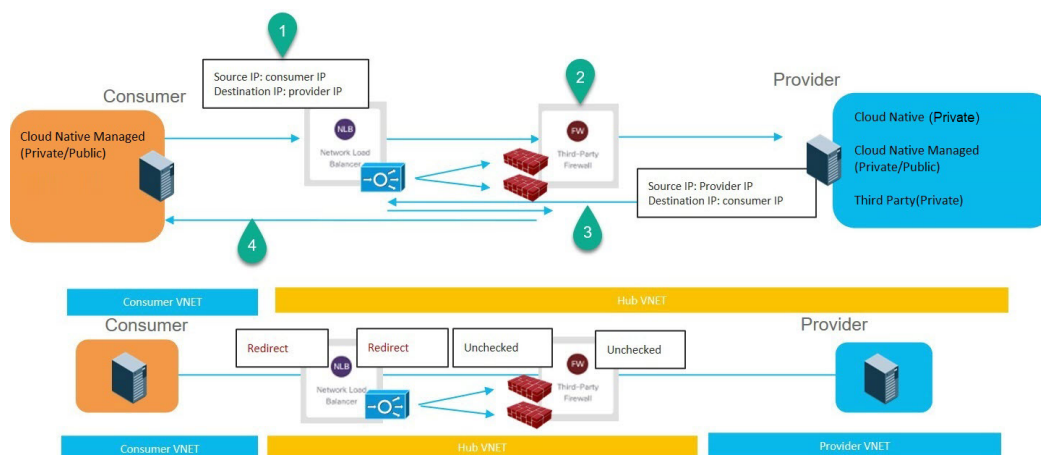 1
Source IP: consumer IP
Destination IP: provider IP
2
Consumer
Provider
Cloud Native Managed
(Private/Public)
NLB
Network Load
Balancer
FW
Third-Party
Firewall
Cloud Native (Private)
Cloud Native Managed
(Private/Public)
Third Party(Private)
Source IP: Provider IP
Destination IP: consumer IP
3
4
Consumer VNET
Hub VNET
Consumer
Provider
Redirect
Redirect
Unchecked
Unchecked
NLB
Network Load
Balancer
FW
Third-Party
Firewall
Consumer VNET
Hub VNET
Provider VNET